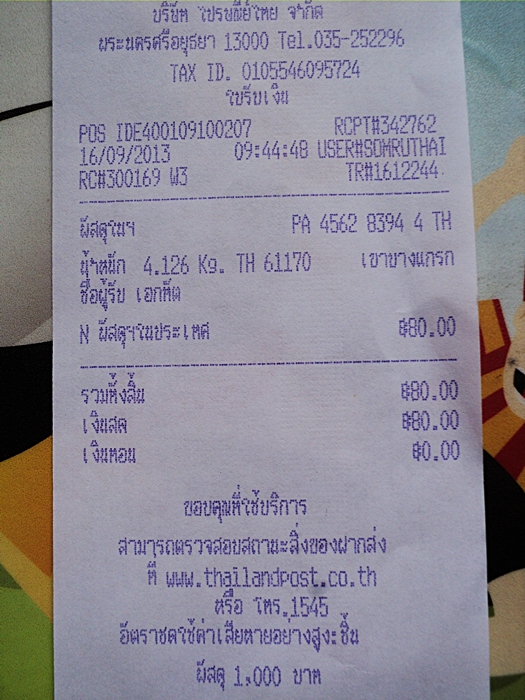 บริษัท ไปรษณีย์ไทย จำกัด
พระนครศรีอยุธยา 13000 Tel.035-252296
TAX ID. 0105546095724
ใบรับเงิน
POS IDE400109100207 RCPT#342762
16/09/2013 09:44:48 USER#SOMRUTHAI
RC#300169 W3 TR#1612244
พัสดุในฯ PA 4562 8394 4 TH
น้ำหนัก 4.126 Kg. TH 61170 เขาบางแกรก
ชื่อผู้รับ เอกทัต
N พัสดุฯในประเทศ ฿80.00
รวมทั้งสิ้น ฿80.00
เงินสด ฿80.00
เงินทอน ฿0.00
ขอบคุณที่ใช้บริการ
สามารถตรวจสอบสถานะสิ่งของฝากส่ง
ที่ www.thailandpost.co.th
หรือ โทร.1545
อัตราชดใช้ค่าเสียหายอย่างสูงะชิ้น
พัสดุ 1,000 บาท